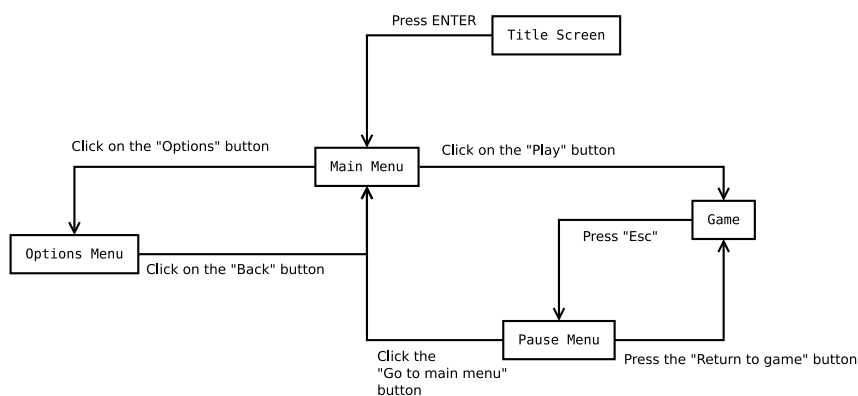 Press ENTER
Title Screen
Click on the "Options" button
Main Menu
Click on the "Play" button
Game
Options Menu
Press "Esc"
Click on the "Back" button
Pause Menu
Click the
"Go to main menu"
button
Press the "Return to game" button